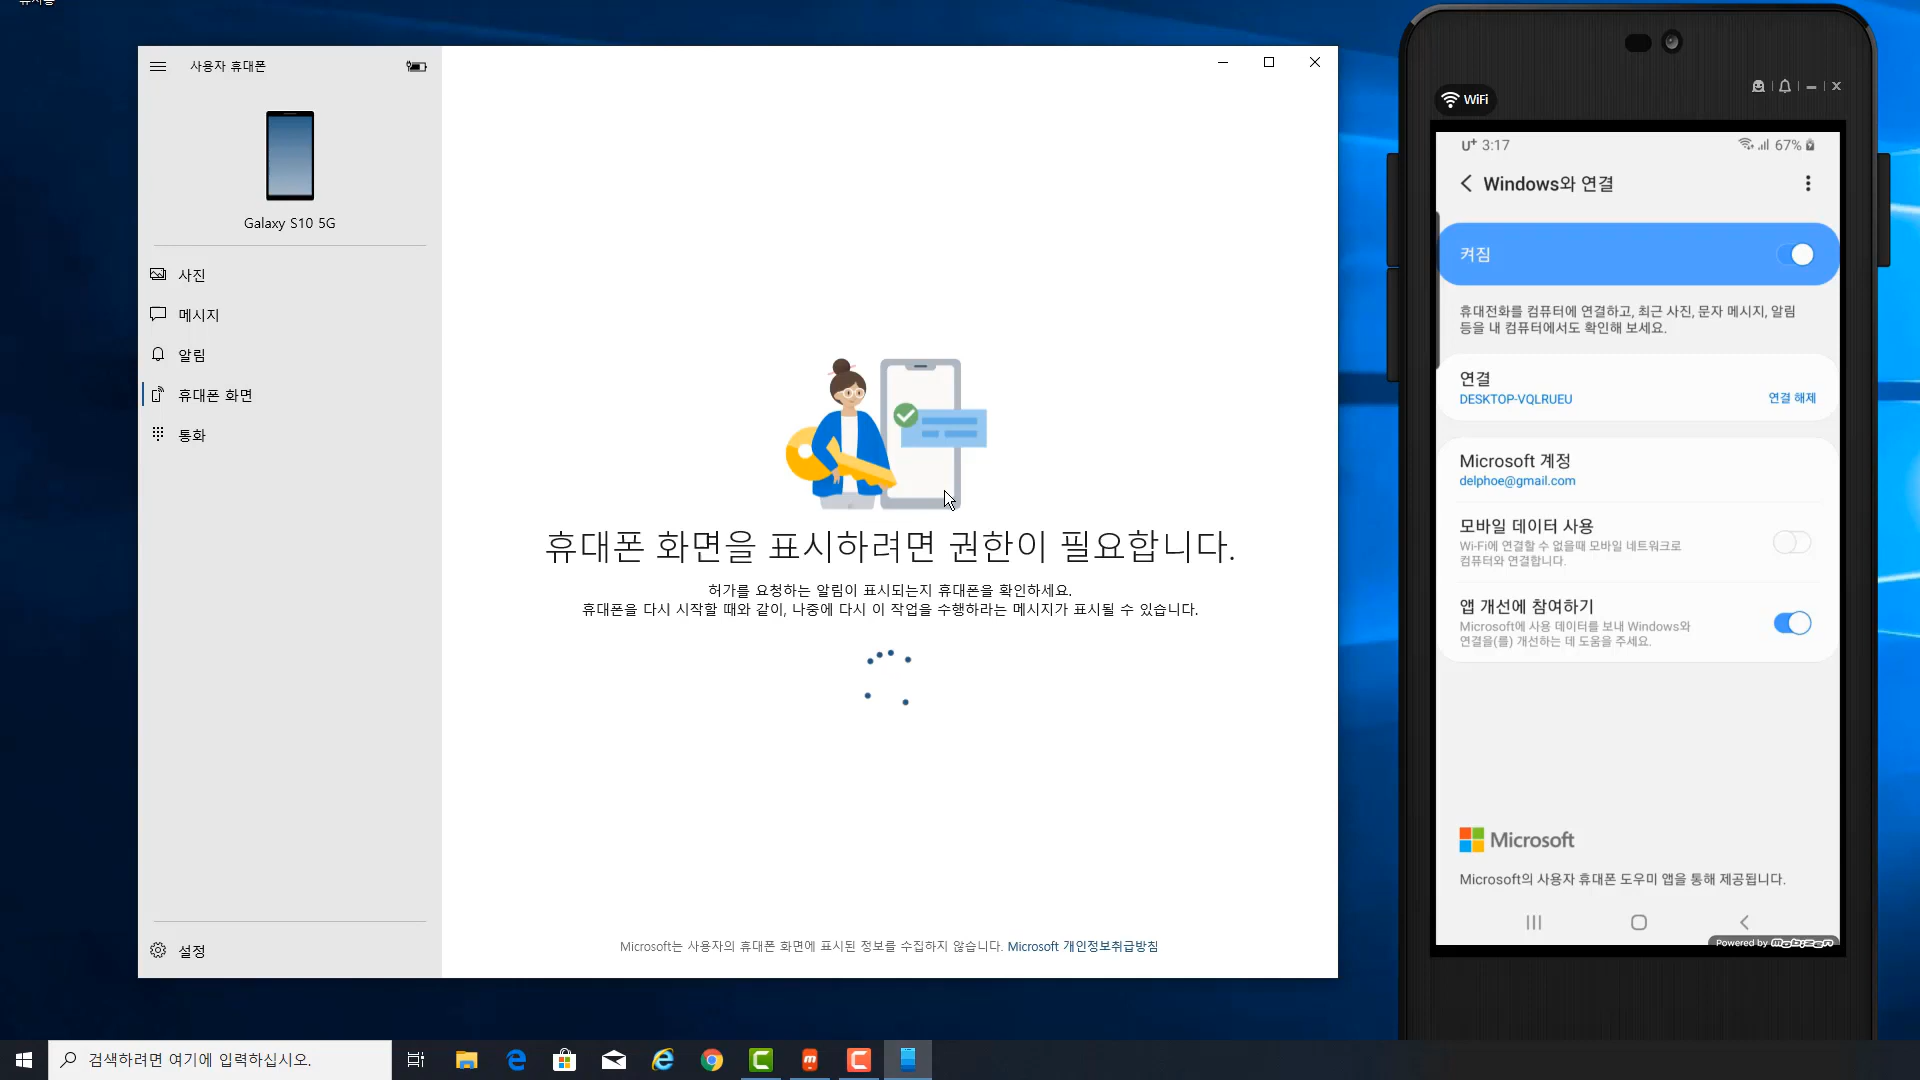 사용자 휴대폰
Galaxy S10 5G
사진
메시지
알림
휴대폰 화면
통화
설정
휴대폰 화면을 표시하려면 권한이 필요합니다.
허가를 요청하는 알림이 표시되는지 휴대폰을 확인하세요.
휴대폰을 다시 시작할 때와 같이, 나중에 다시 이 작업을 수행하라는 메시지가 표시될 수 있습니다.
Microsoft는 사용자의 휴대폰 화면에 표시된 정보를 수집하지 않습니다. Microsoft 개인정보취급방침
WiFi
U+ 3:17 67%
Windows와 연결
켜짐
휴대전화를 컴퓨터에 연결하고, 최근 사진, 문자 메시지, 알림
등을 내 컴퓨터에서도 확인해 보세요.
연결
DESKTOP-VQLRUEU 연결 해제
Microsoft 계정
delphoe@gmail.com
모바일 데이터 사용
Wi-Fi에 연결할 수 없을때 모바일 네트워크로
컴퓨터와 연결합니다.
앱 개선에 참여하기
Microsoft에 사용 데이터를 보내 Windows와
연결을(를) 개선하는 데 도움을 주세요.
Microsoft
Microsoft의 사용자 휴대폰 도우미 앱을 통해 제공됩니다.
Powered by mobizen
검색하려면 여기에 입력하십시오.